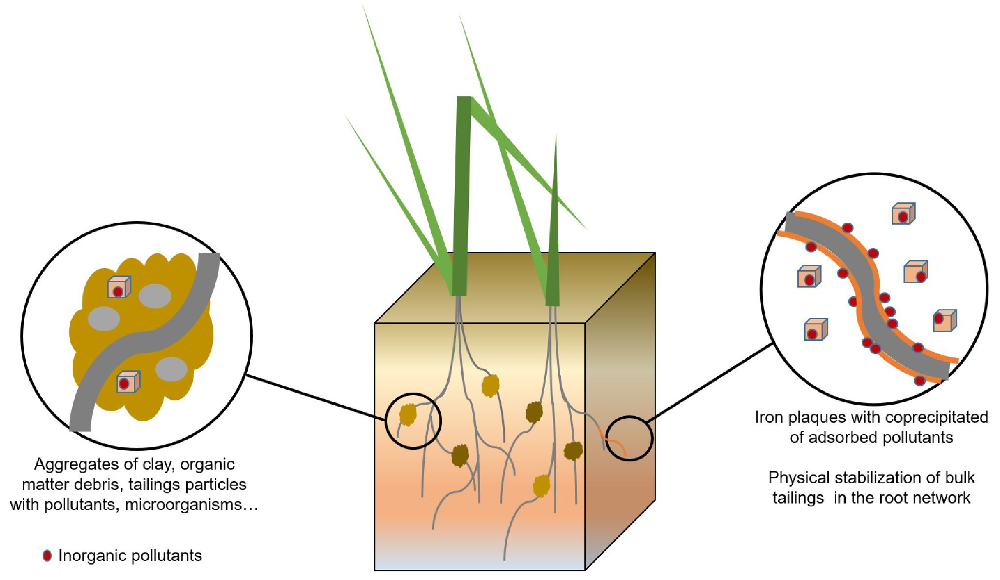 Aggregates of clay, organic
matter debris, tailings particles
with pollutants, microorganisms…
Inorganic pollutants
Iron plaques with coprecipitated
of adsorbed pollutants
Physical stabilization of bulk
tailings  in the root network